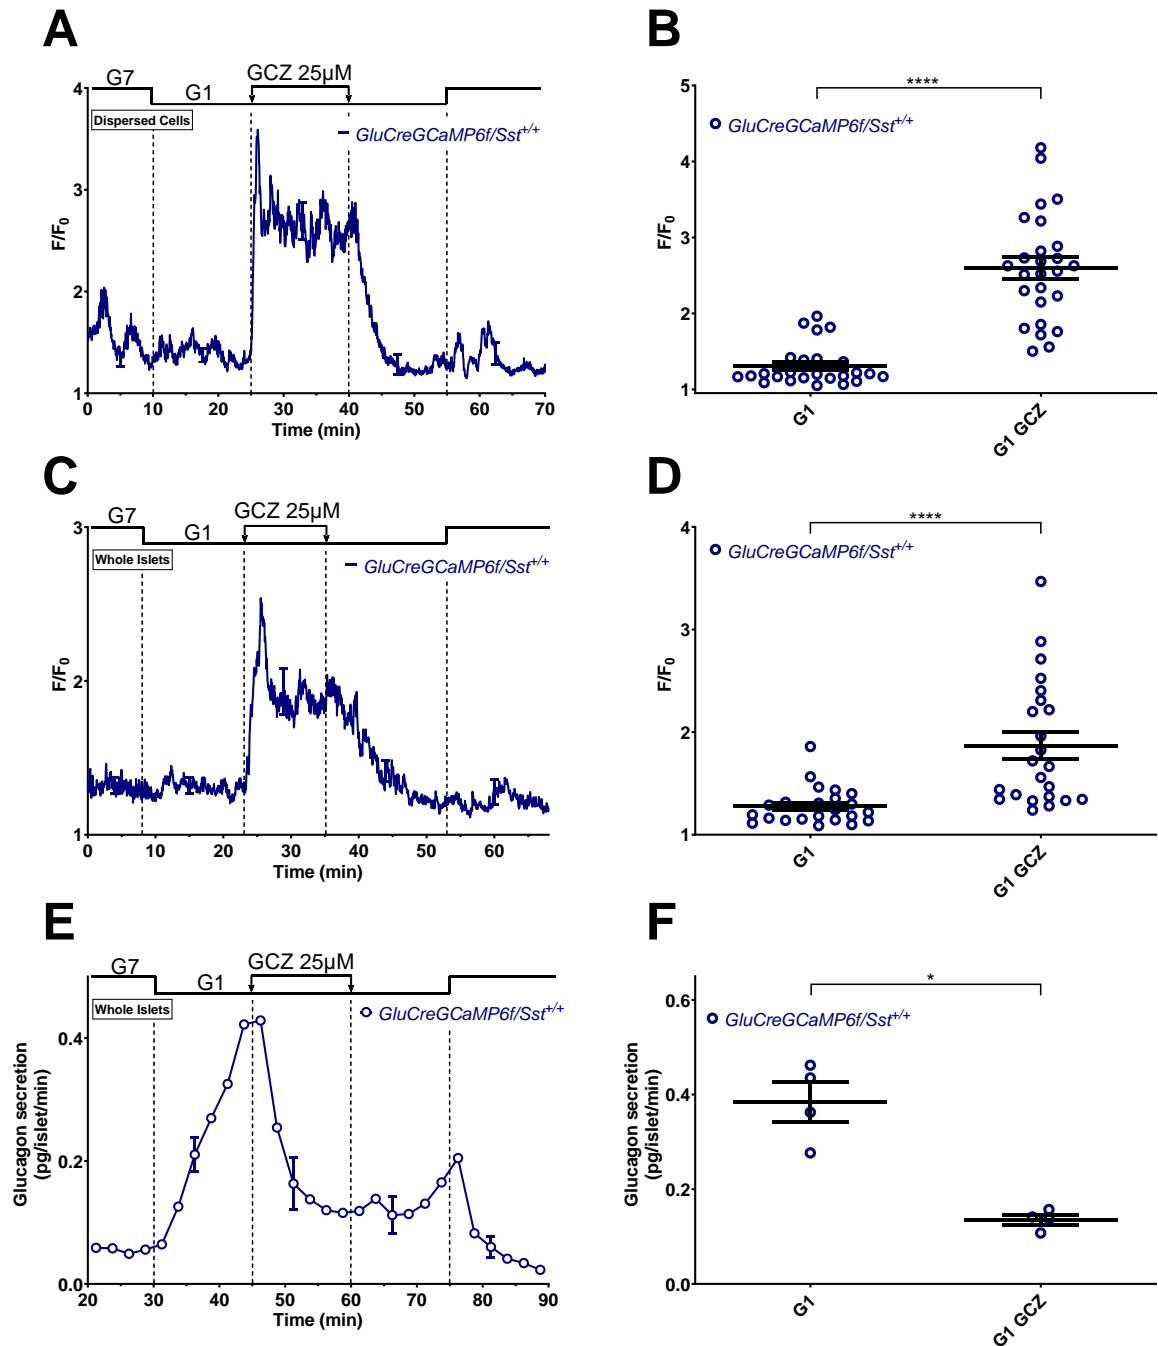 A
G7
G1
GCZ 25µM
Dispersed Cells
GluCreGCaMP6f/Sst+/+
F/F0
4
3
2
1
0 10 20 30 40 50 60 70
Time (min)
B
****
GluCreGCaMP6f/Sst+/+
F/F0
5
4
3
2
1
G1
G1 GCZ
C
G7
G1
GCZ 25µM
Whole Islets
GluCreGCaMP6f/Sst+/+
F/F0
3
2
1
0 10 20 30 40 50 60
Time (min)
D
****
GluCreGCaMP6f/Sst+/+
F/F0
4
3
2
1
G1
G1 GCZ
E
G7
G1
GCZ 25µM
Whole Islets
GluCreGCaMP6f/Sst+/+
Glucagon secretion
(pg/islet/min)
0.4
0.2
0.0
20 30 40 50 60 70 80 90
Time (min)
F
*
GluCreGCaMP6f/Sst+/+
Glucagon secretion
(pg/islet/min)
0.6
0.4
0.2
0.0
G1
G1 GCZ